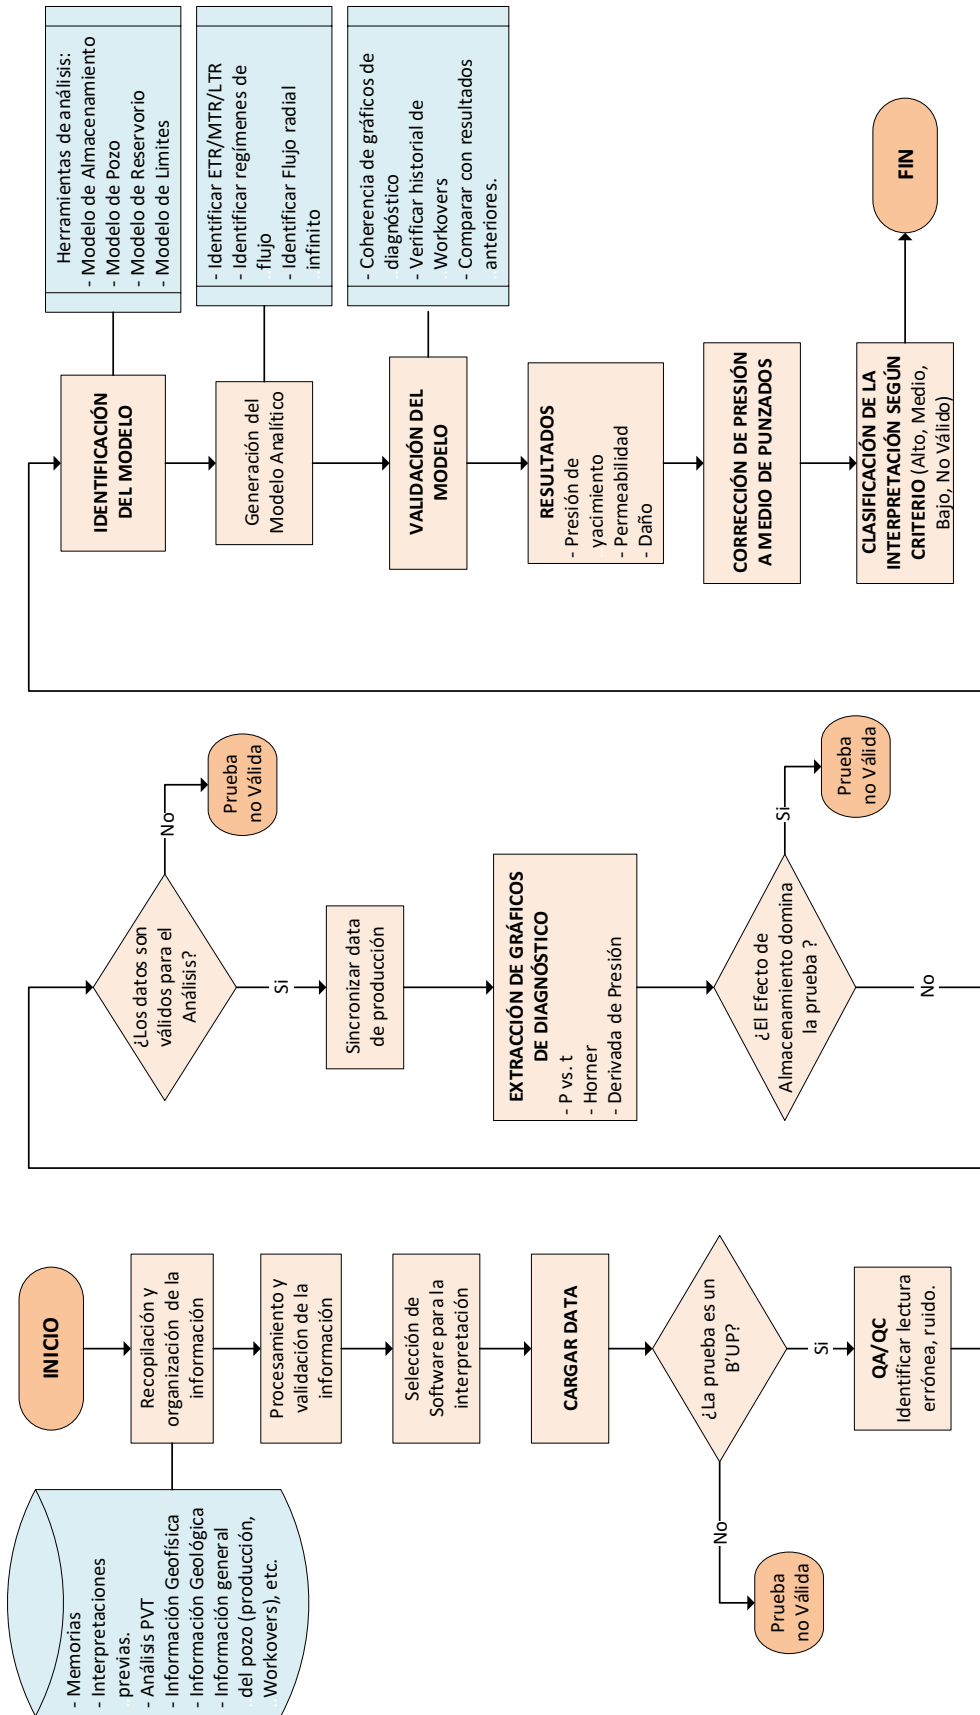 INICIO
- Memorias
- Interpretaciones
previas.
- Análisis PVT
- Información Geofísica
- Información Geológica
- Información general
del pozo (producción,
Workovers), etc.
Recopilación y
organización de la
información
Procesamiento y
validación de la
información
Selección de
Software para la
interpretación
CARGAR DATA
¿La prueba es un
B'UP?
No
Prueba
no Válida
Si
QA/QC
Identificar lectura
errónea, ruido.
¿Los datos son
válidos para el
Análisis?
No
Prueba
no Válida
Si
Sincronizar data
de producción
EXTRACCIÓN DE GRÁFICOS
DE DIAGNÓSTICO
- P vs. t
- Horner
- Derivada de Presión
¿El Efecto de
Almacenamiento domina
la prueba ?
Si
Prueba
no Válida
No
IDENTIFICACIÓN
DEL MODELO
Herramientas de análisis:
- Modelo de Almacenamiento
- Modelo de Pozo
- Modelo de Reservorio
- Modelo de Limites
Generación del
Modelo Analítico
- Identificar ETR/MTR/LTR
- Identificar regímenes de
flujo
- Identificar Flujo radial
infinito
VALIDACIÓN DEL
MODELO
- Coherencia de gráficos de
diagnóstico
- Verificar historial de
Workovers
- Comparar con resultados
anteriores.
RESULTADOS
- Presión de
yacimiento
- Permeabilidad
- Daño
CORRECCIÓN DE PRESIÓN
A MEDIO DE PUNZADOS
CLASIFICACIÓN DE LA
INTERPRETACIÓN SEGÚN
CRITERIO (Alto, Medio,
Bajo, No Válido)
FIN